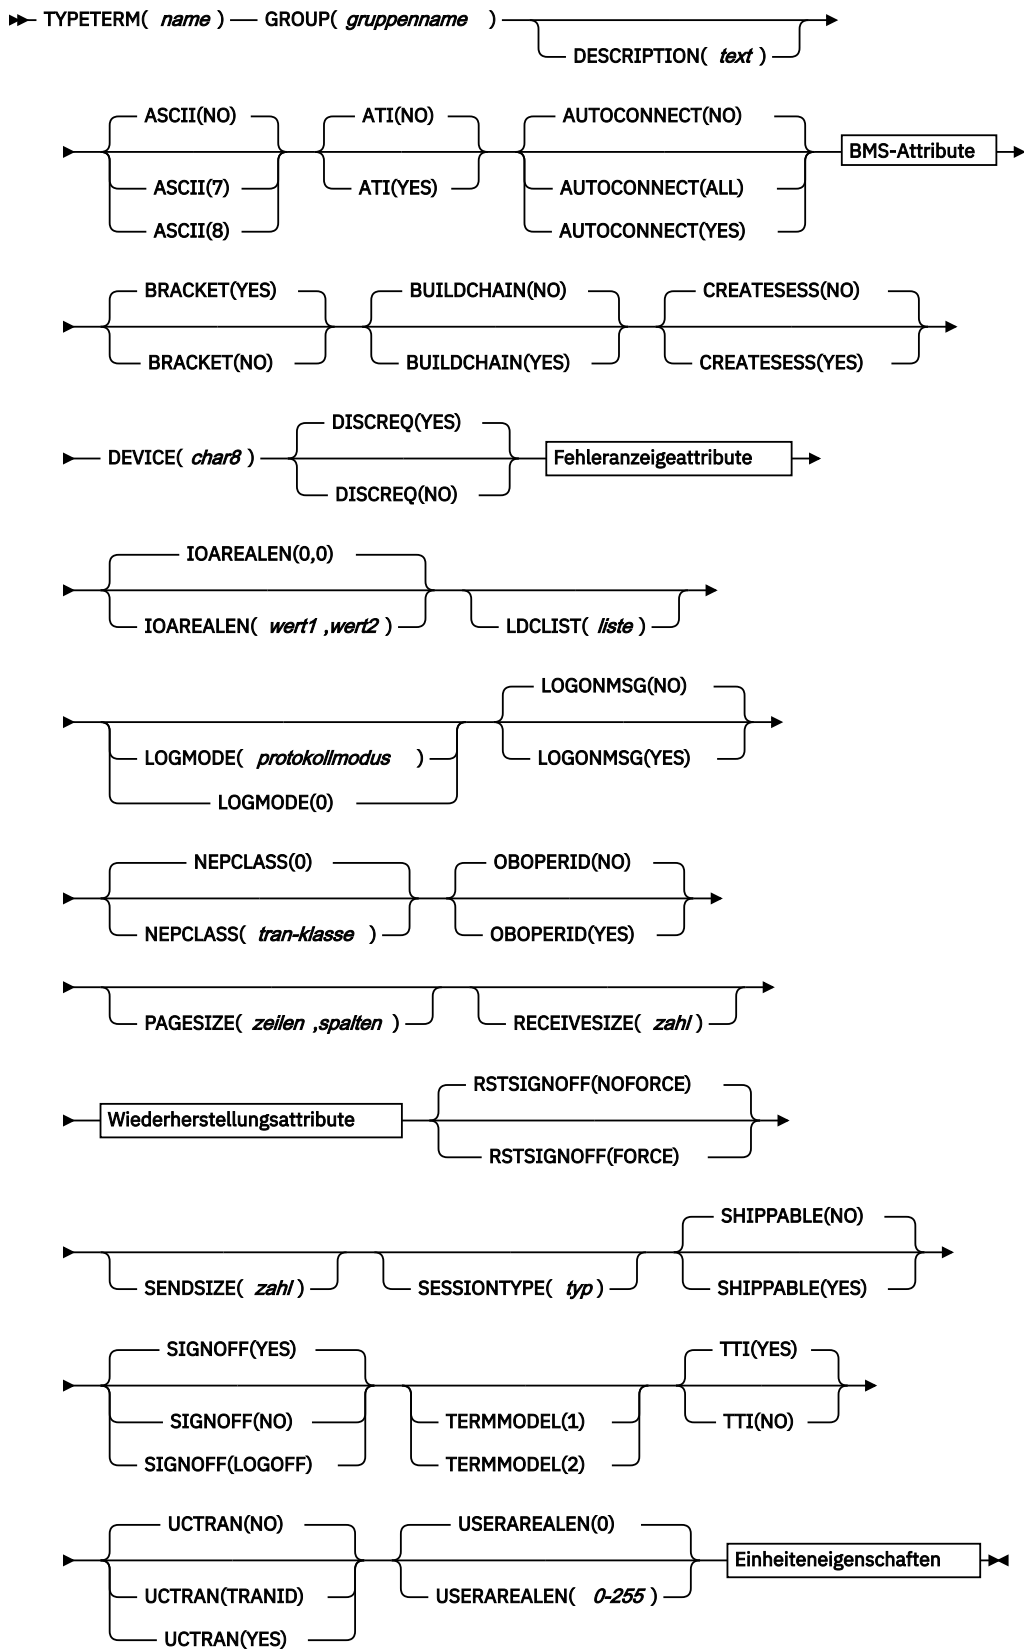 TYPETERM( name ) GROUP( gruppenname )
DESCRIPTION( text )
ASCII(NO) ATI(NO) AUTOCONNECT(NO)
BMS-Attribute
ASCII(7) ATI(YES) AUTOCONNECT(ALL)
ASCII(8) AUTOCONNECT(YES)
BRACKET(YES) BUILDCHAIN(NO) CREATESESS(NO)
BRACKET(NO) BUILDCHAIN(YES) CREATESESS(YES)
DISCREQ(YES)
DEVICE( char8 ) Fehleranzeigeattribute
DISCREQ(NO)
IOAREALEN(0,0)
IOAREALEN( wert1 ,wert2 ) LDCLIST( liste )
LOGONMSG(NO)
LOGMODE( protokollmodus ) LOGONMSG(YES)
LOGMODE(0)
NEPCLASS(0) OBOPERID(NO)
NEPCLASS( tran-klasse ) OBOPERID(YES)
PAGESIZE( zeilen ,spalten ) RECEIVESIZE( zahl )
RSTSIGNOFF(NOFORCE)
Wiederherstellungsattribute
RSTSIGNOFF(FORCE)
SHIPPABLE(NO)
SENDSIZE( zahl ) SESSIONTYPE( typ ) SHIPPABLE(YES)
SIGNOFF(YES) TTI(YES)
SIGNOFF(NO) TERMMODEL(1) TTI(NO)
SIGNOFF(LOGOFF) TERMMODEL(2)
UCTRAN(NO) USERAREALEN(0)
Einheiteneigenschaften
UCTRAN(TRANID) USERAREALEN( 0-255 )
UCTRAN(YES)